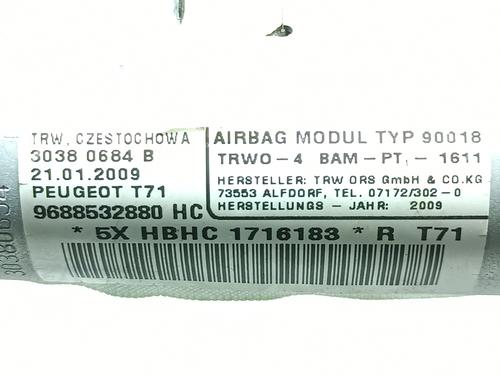 TRW, CZESTOCHOWA
3038 0684 B
21.01.2009
PEUGEOT T71
9688532880 HC
AIRBAG MODUL TYP 90018
TRWO-4 BAM-PT, - 1611
HERSTELLER: TRW ORS GmbH & CO.KG
73553 ALFDORF, TEL. 07172/302-0
HERSTELLUNGS - JAHR: 2009
* 5X HBHC 1716183 * R T71